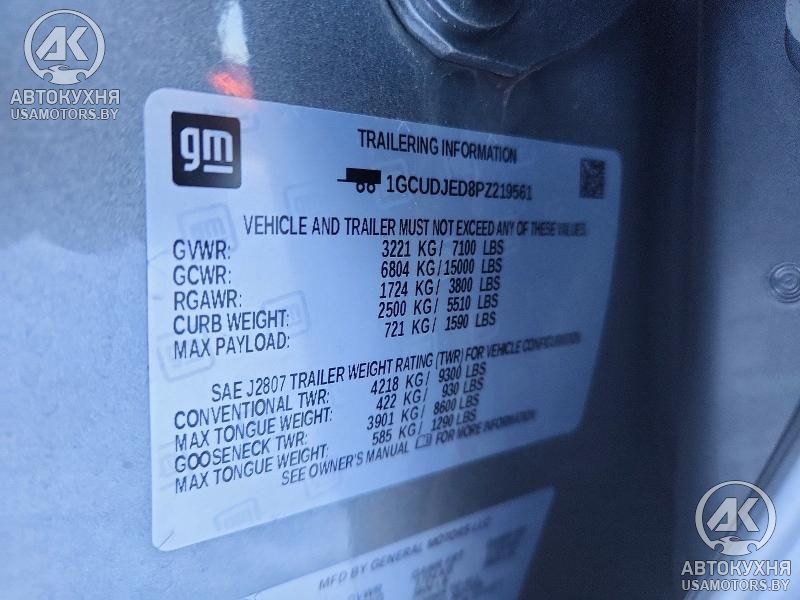 АК
АВТОКУХНЯ
USAMOTORS.BY
gm
TRAILERING INFORMATION
1GCUDJED8PZ219561
VEHICLE AND TRAILER MUST NOT EXCEED ANY OF THESE VALUES
GVWR: 3221 KG/ 7100 LBS
GCWR: 6804 KG/15000 LBS
RGAWR: 1724 KG/ 3800 LBS
CURB WEIGHT: 2500 KG/ 5510 LBS
MAX PAYLOAD: 721 KG/ 1590 LBS
SAE J2807 TRAILER WEIGHT RATING (TWR) FOR VEHICLE CONFIGURATION
CONVENTIONAL TWR: 4218 KG/ 9300 LBS
MAX TONGUE WEIGHT: 422 KG/ 930 LBS
GOOSENECK TWR: 3901 KG/ 8600 LBS
MAX TONGUE WEIGHT: 585 KG/ 1290 LBS
SEE OWNER'S MANUAL FOR MORE INFORMATION
MFD BY GENERAL MOTORS LLC
GVWR
АК
АВТОКУХНЯ
USAMOTORS.BY